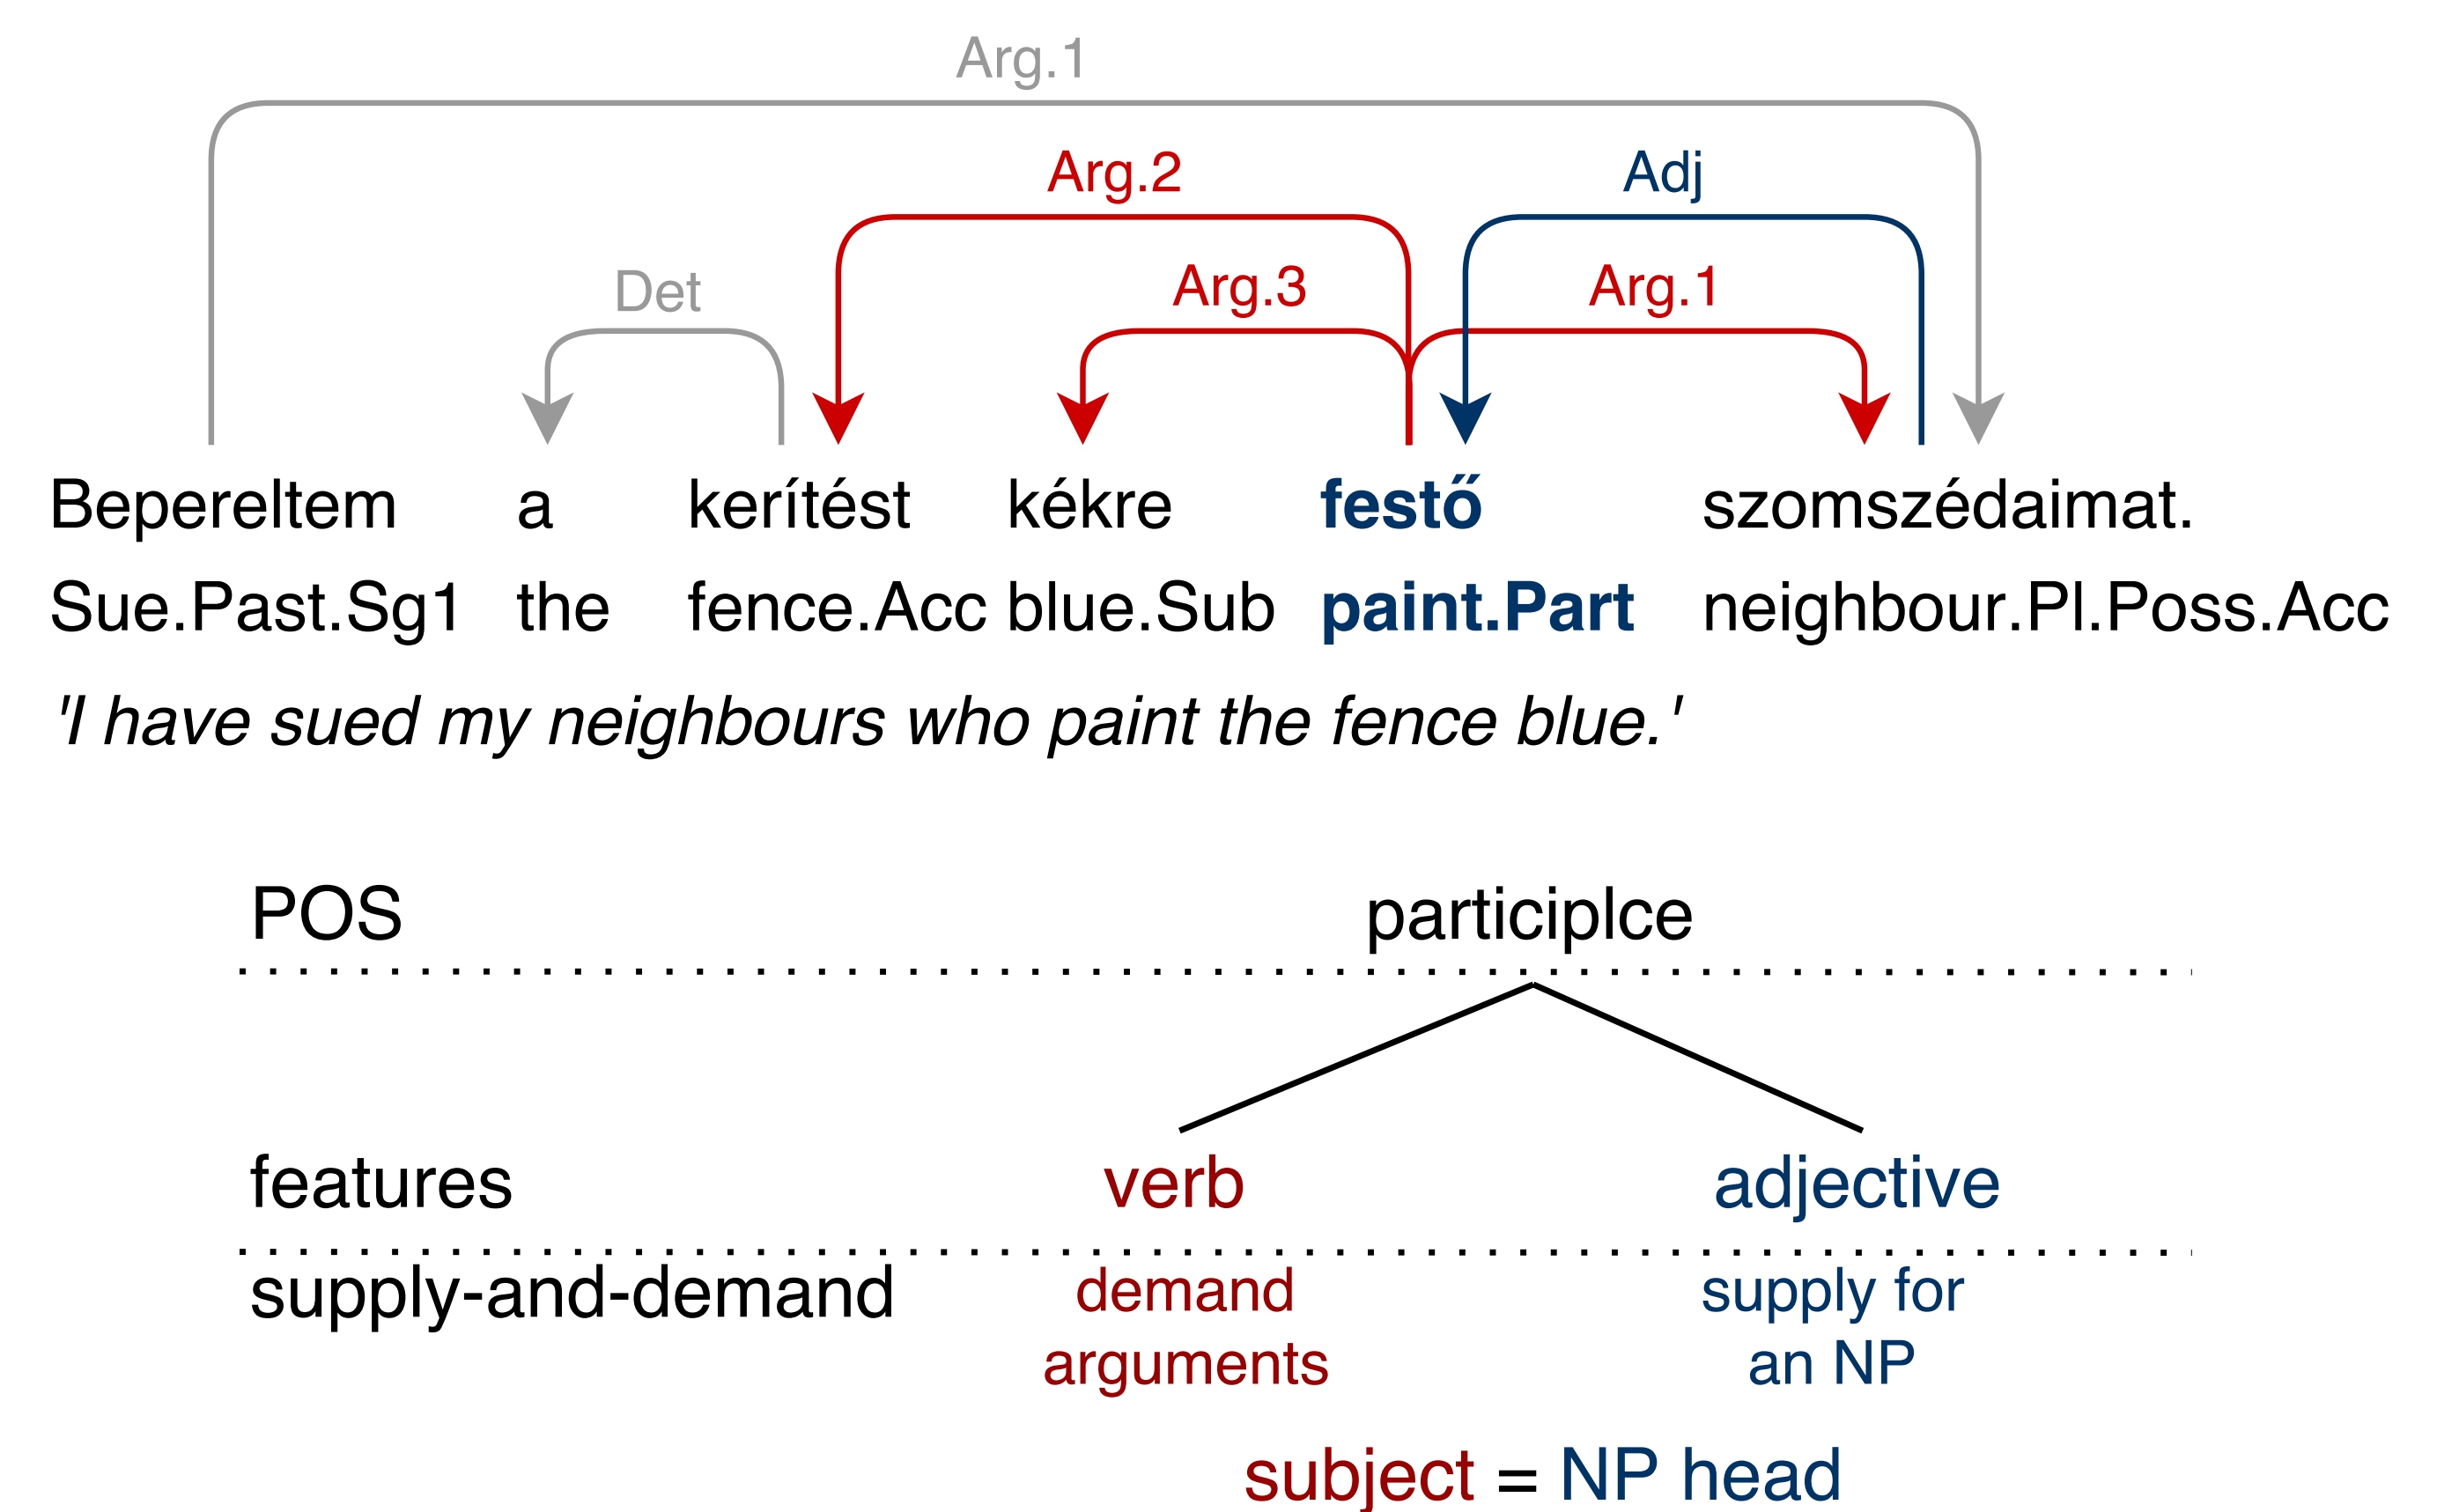 Arg.1
Arg.2 Adj
Det Arg.3 Arg.1
Bepereltem a kerítést kékre festő szomszédaimat.
Sue.Past.Sg1 the fence.Acc blue.Sub paint.Part neighbour.Pl.Poss.Acc
'I have sued my neighbours who paint the fence blue.'
POS participlce
features verb adjective
supply-and-demand demand supply for
arguments an NP
subject = NP head